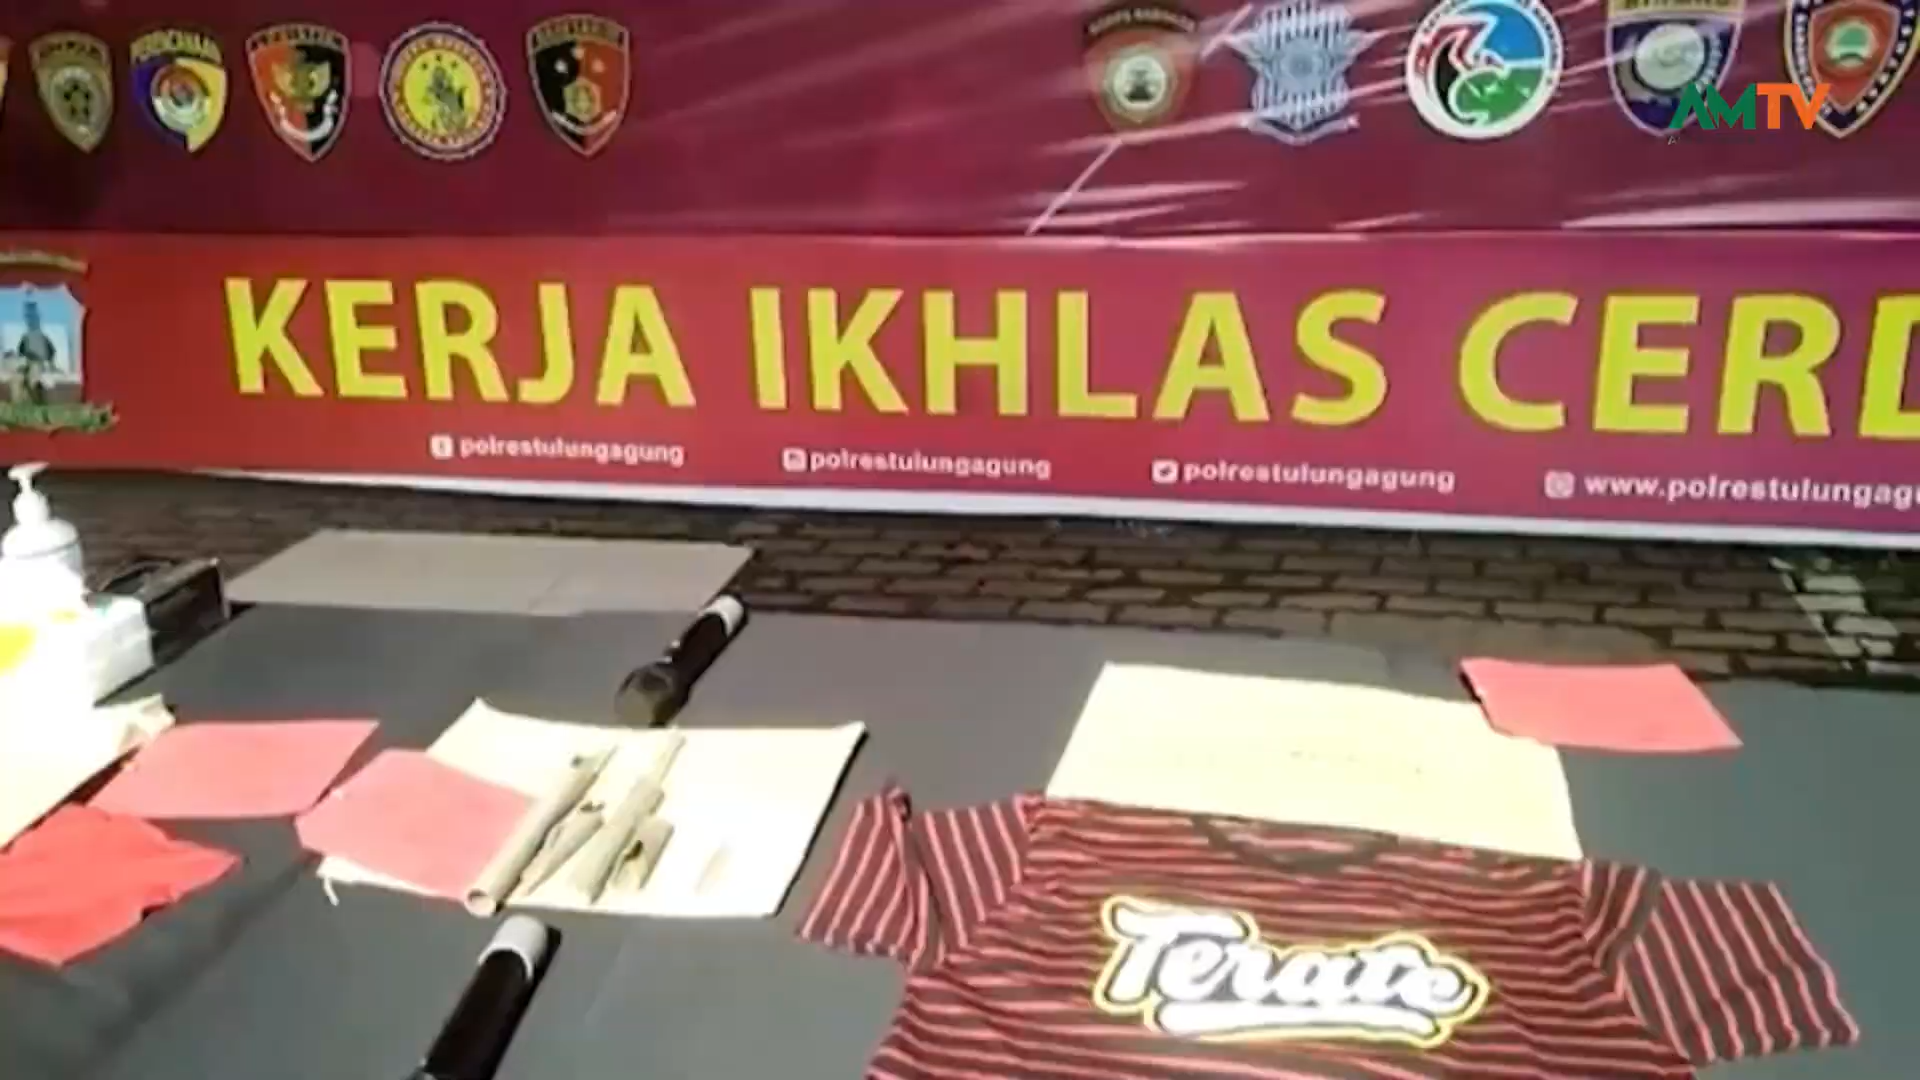 AMTV
KERJA IKHLAS CERD
polrestulungagung
polrestulungagung
polrestulungagung
www.polrestulungagu
Terate